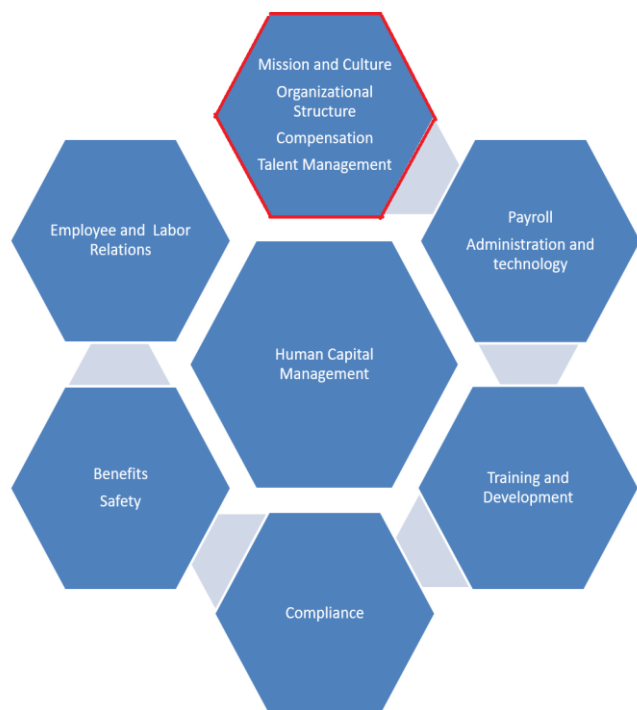 Mission and Culture
Organizational
Structure
Compensation
Talent Management
Payroll
Administration and
technology
Training and
Development
Compliance
Benefits
Safety
Employee and Labor
Relations
Human Capital
Management